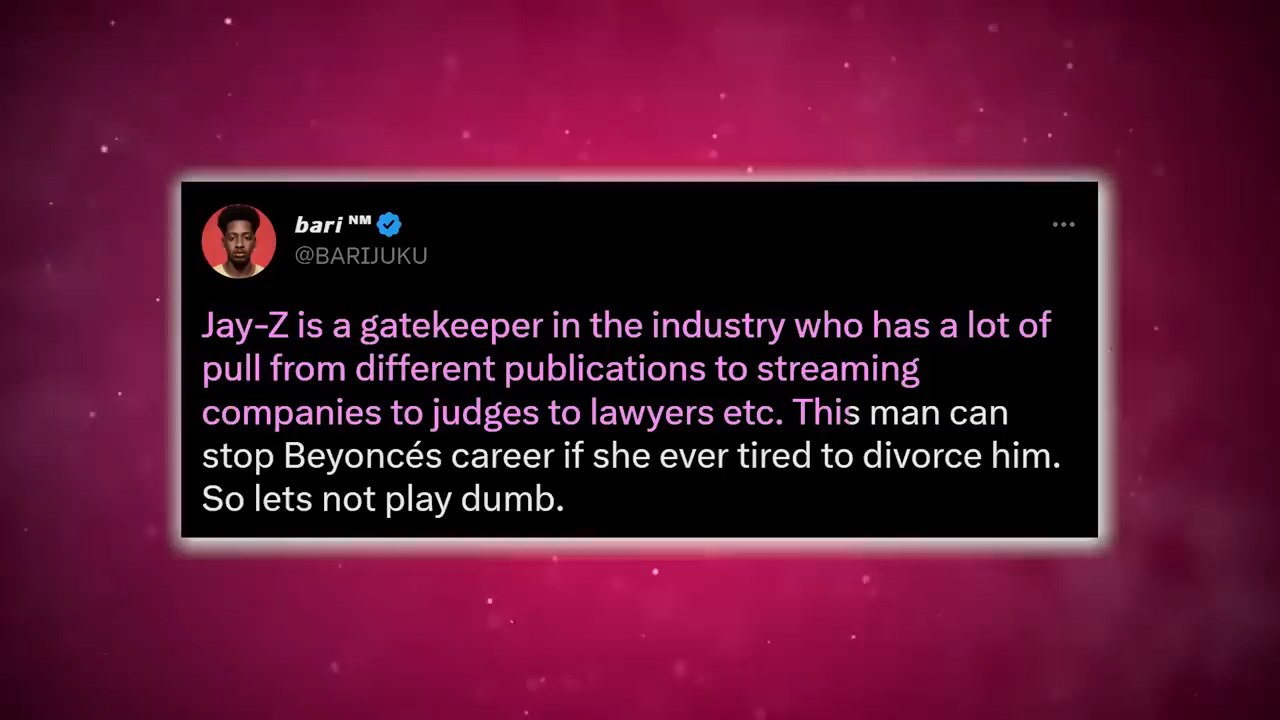 bari ᴺᴹ
@BARIJUKU
Jay-Z is a gatekeeper in the industry who has a lot of
pull from different publications to streaming
companies to judges to lawyers etc. This man can
stop Beyoncés career if she ever tired to divorce him.
So lets not play dumb.